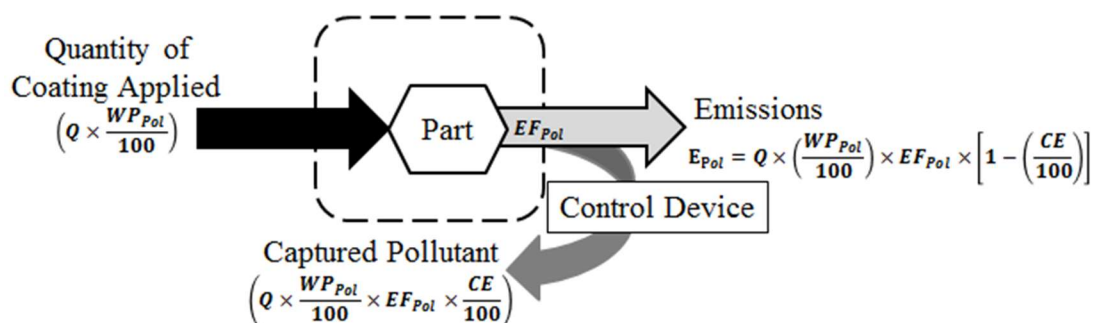 Quantity of
Coating Applied
(Q × WP_Pol/100)
Part
EF_Pol
Emissions
E_Pol = Q × (WP_Pol/100) × EF_Pol × [1 − (CE/100)]
Control Device
Captured Pollutant
(Q × WP_Pol/100 × EF_Pol × CE/100)